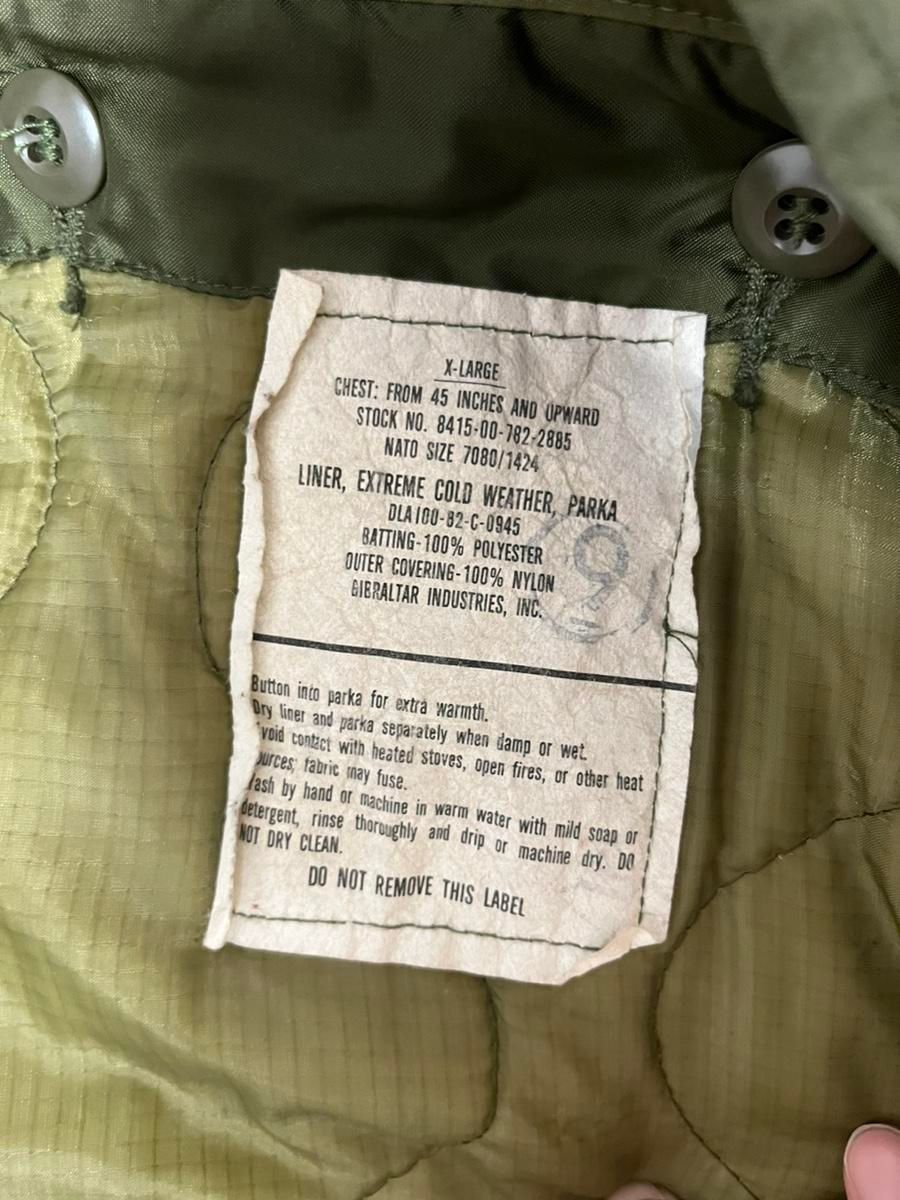 X-LARGE
CHEST: FROM 45 INCHES AND UPWARD
STOCK NO. 8415-00-782-2885
NATO SIZE 7080/1424
LINER, EXTREME COLD WEATHER, PARKA
DLA100-82-C-0945
BATTING-100% POLYESTER
OUTER COVERING-100% NYLON
GIBRALTAR INDUSTRIES, INC.
Button into parka for extra warmth.
Dry liner and parka separately when damp or wet.
void contact with heated stoves, open fires, or other heat
ources; fabric may fuse.
ash by hand or machine in warm water with mild soap or
detergent, rinse thoroughly and drip or machine dry. DO
NOT DRY CLEAN.
DO NOT REMOVE THIS LABEL